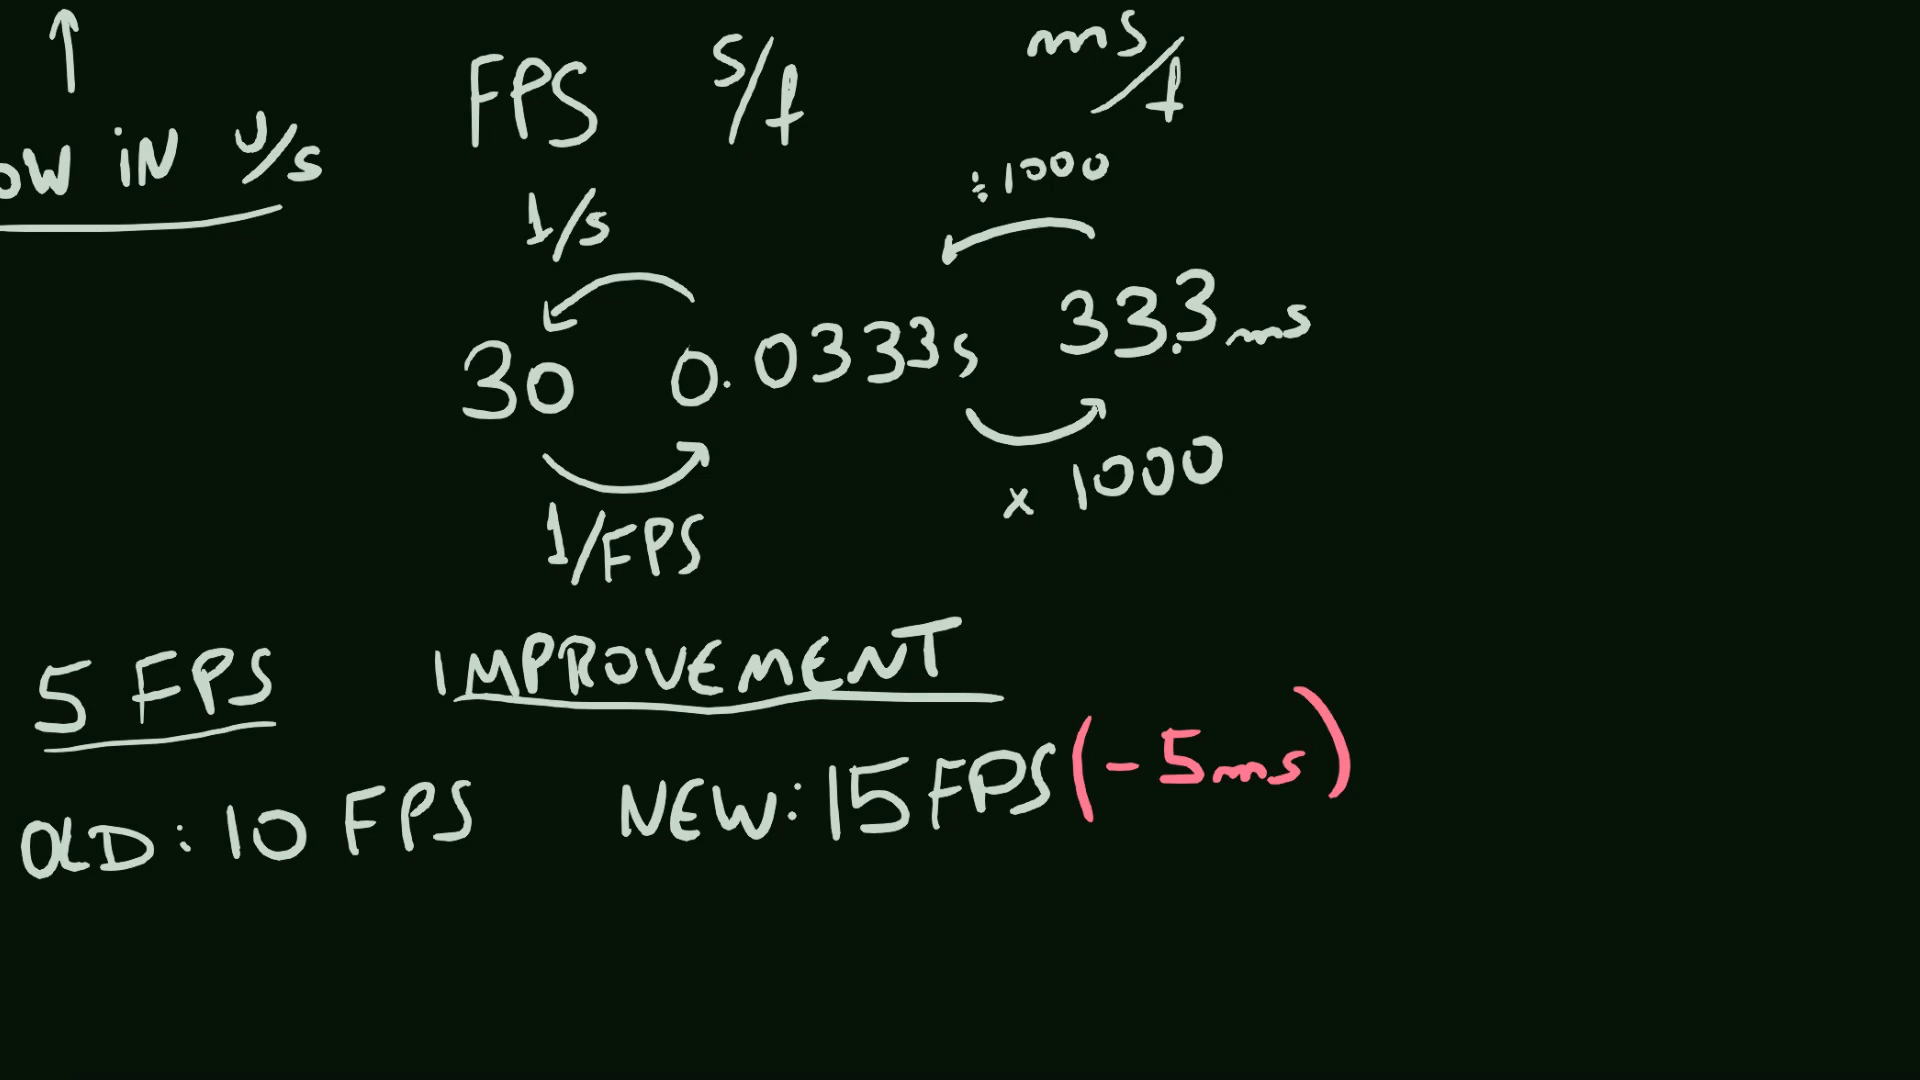 FPS s/f ms/f
IN U/s
1/s ÷1000
30 0.0333s 33.3ms
x 1000
1/FPS
5 FPS IMPROVEMENT
OLD: 10 FPS NEW: 15 FPS (-5ms)